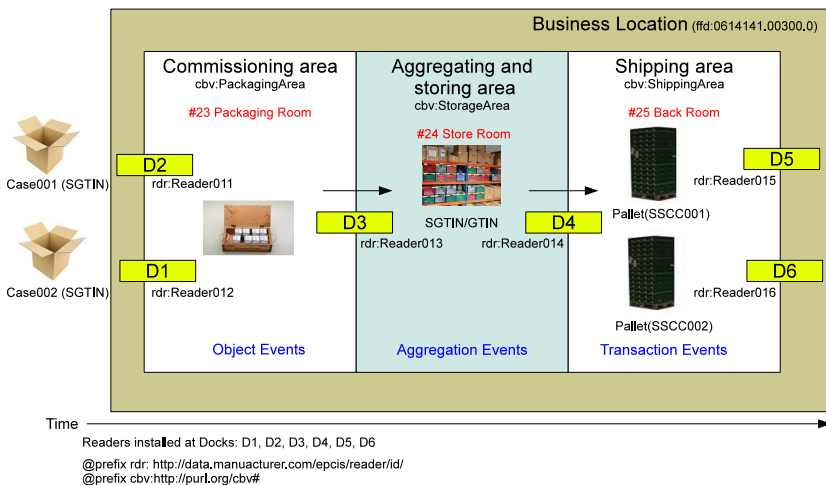 Business Location (ffd:0614141.00300.0)
Commissioning area
cbv:PackagingArea
#23 Packaging Room
Aggregating and
storing area
cbv:StorageArea
#24 Store Room
Shipping area
cbv:ShippingArea
#25 Back Room
Case001 (SGTIN)
D2
rdr:Reader011
D5
rdr:Reader015
Pallet(SSCC001)
SGTIN/GTIN
D3
rdr:Reader013
D4
rdr:Reader014
Case002 (SGTIN)
D1
rdr:Reader012
D6
rdr:Reader016
Pallet(SSCC002)
Object Events
Aggregation Events
Transaction Events
Time
Readers installed at Docks: D1, D2, D3, D4, D5, D6
@prefix rdr: http://data.manuacturer.com/epcis/reader/id/
@prefix cbv:http://purl.org/cbv#